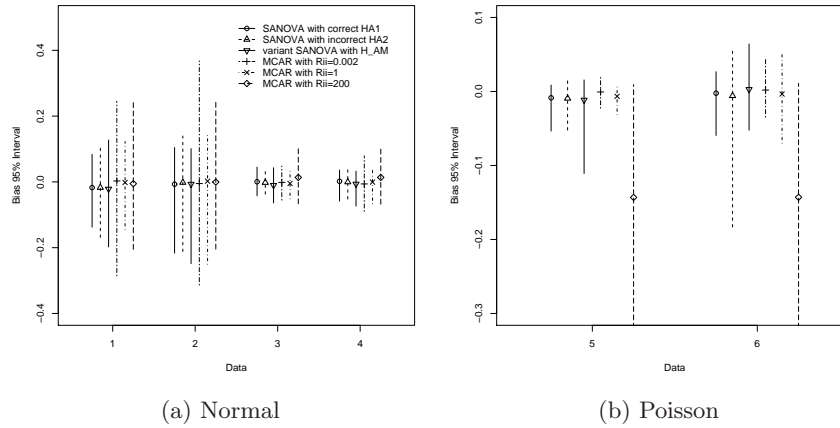 SANOVA with correct HA1
SANOVA with incorrect HA2
variant SANOVA with H_AM
MCAR with Rii=0.002
MCAR with Rii=1
MCAR with Rii=200
Bias 95% Interval
0.4
0.2
0.0
−0.2
−0.4
1
2
3
4
Data
(a) Normal
Bias 95% Interval
0.1
0.0
−0.1
−0.2
−0.3
5
6
Data
(b) Poisson